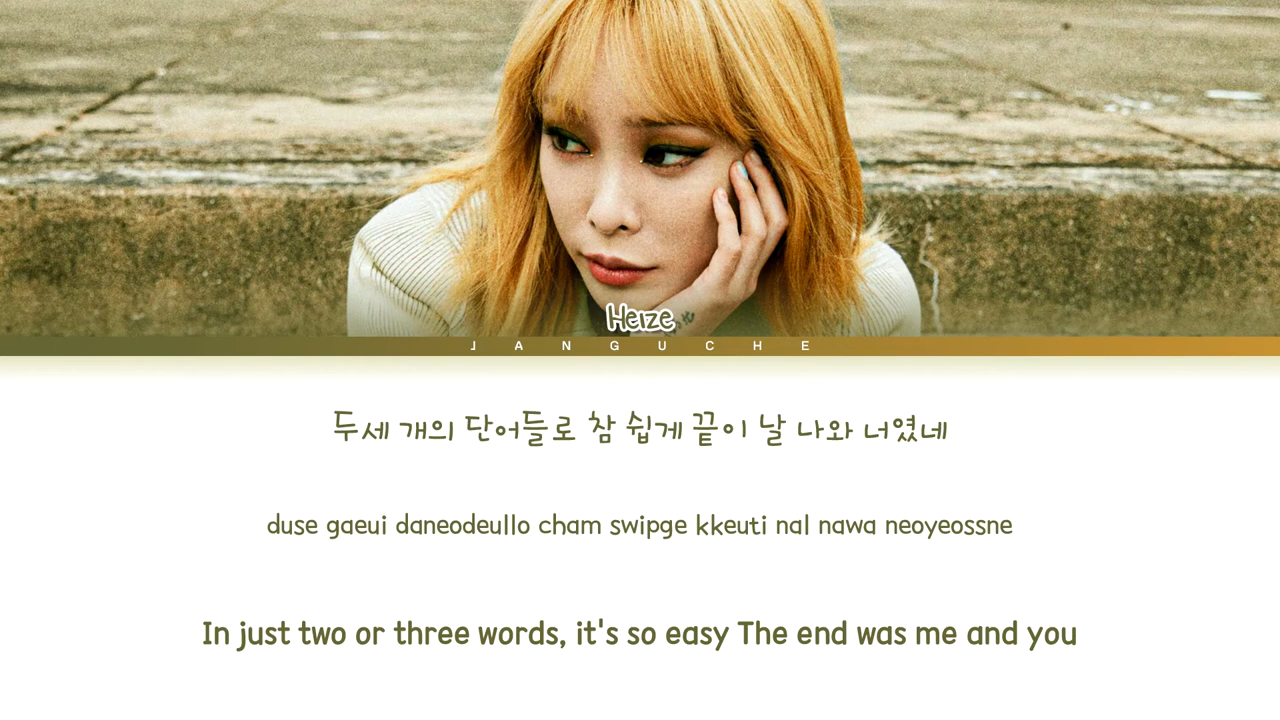 Heize
JANGUCHE
두세 개의 단어들로 참 쉽게 끝이 날 나와 너였네
duse gaeui daneodeullo cham swipge kkeuti nal nawa neoyeossne
In just two or three words, it's so easy The end was me and you